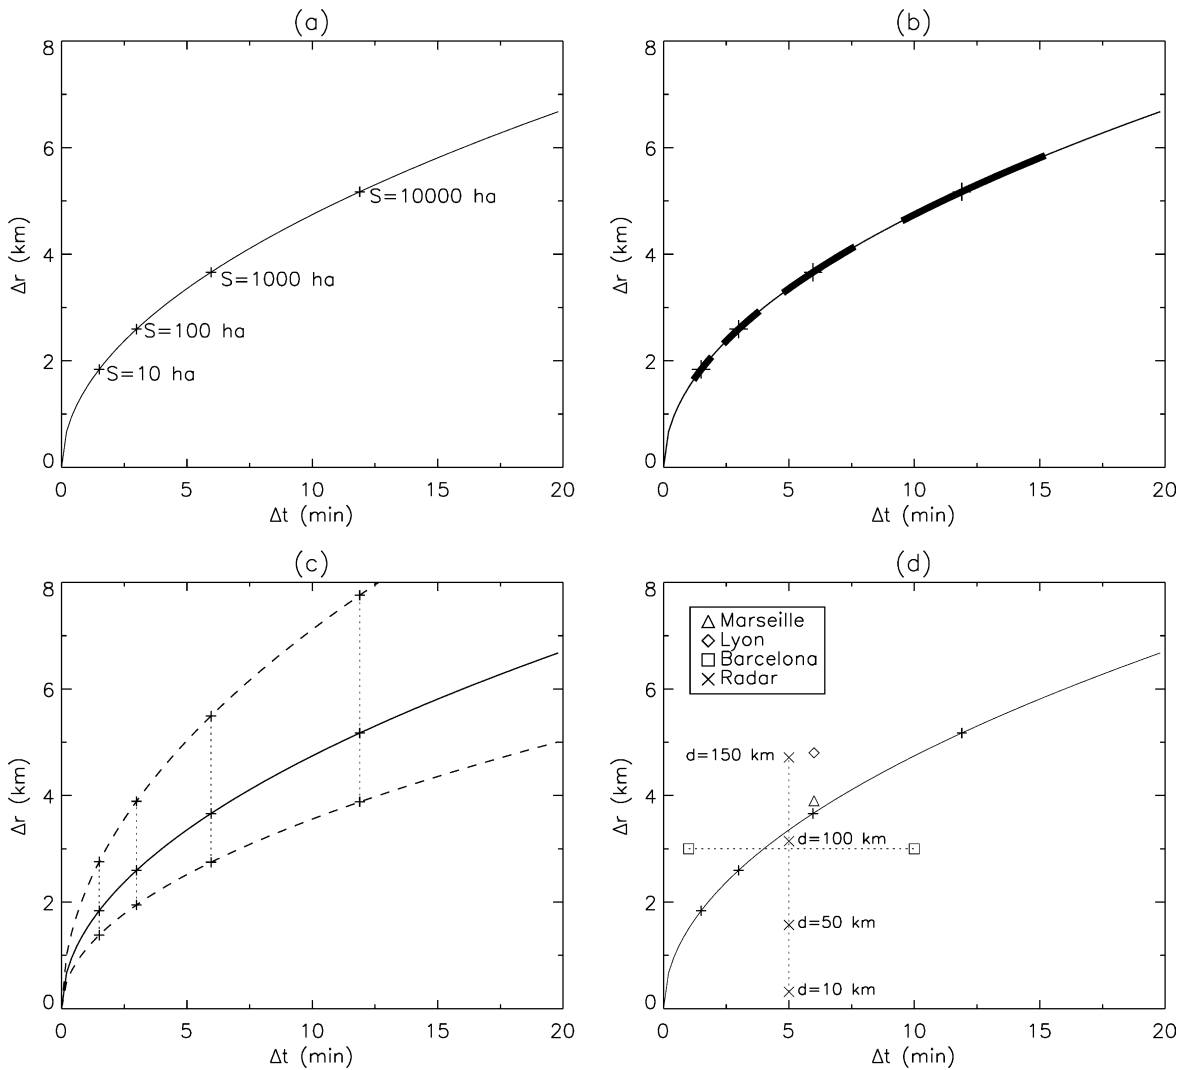 (a)
8
6
4
2
0
Δr (km)
S=10000 ha
S=1000 ha
S=100 ha
S=10 ha
0 5 10 15 20
Δt (min)
(b)
8
6
4
2
0
Δr (km)
0 5 10 15 20
Δt (min)
(c)
8
6
4
2
0
Δr (km)
0 5 10 15 20
Δt (min)
(d)
8
6
4
2
0
Δr (km)
Marseille
Lyon
Barcelona
Radar
d=150 km
d=100 km
d=50 km
d=10 km
0 5 10 15 20
Δt (min)